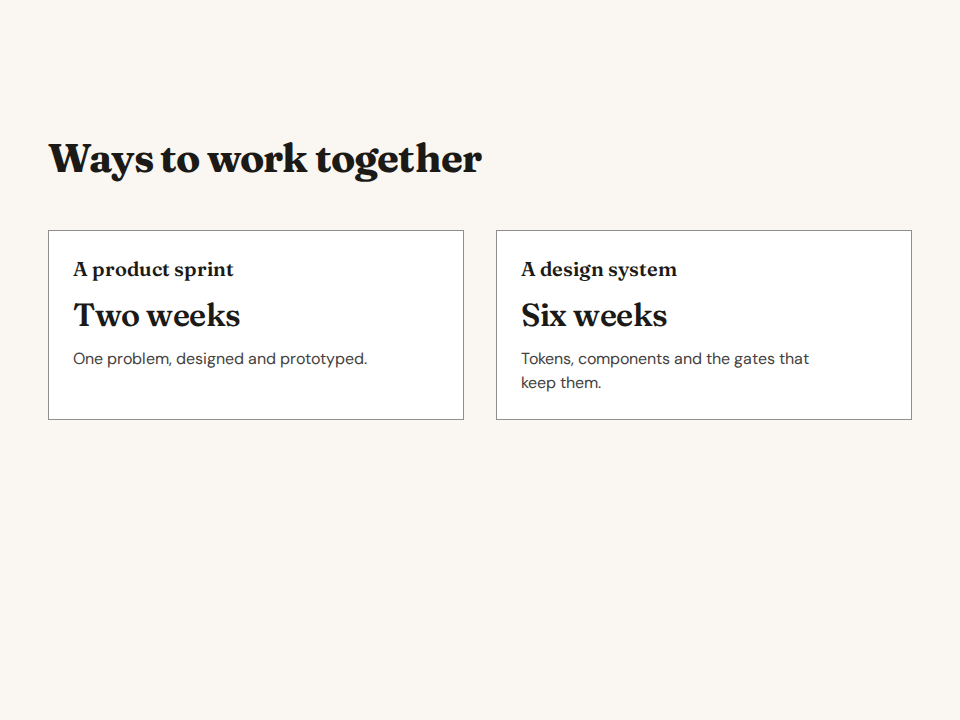 Ways to work together
A product sprint
Two weeks
One problem, designed and prototyped.
A design system
Six weeks
Tokens, components and the gates that
keep them.